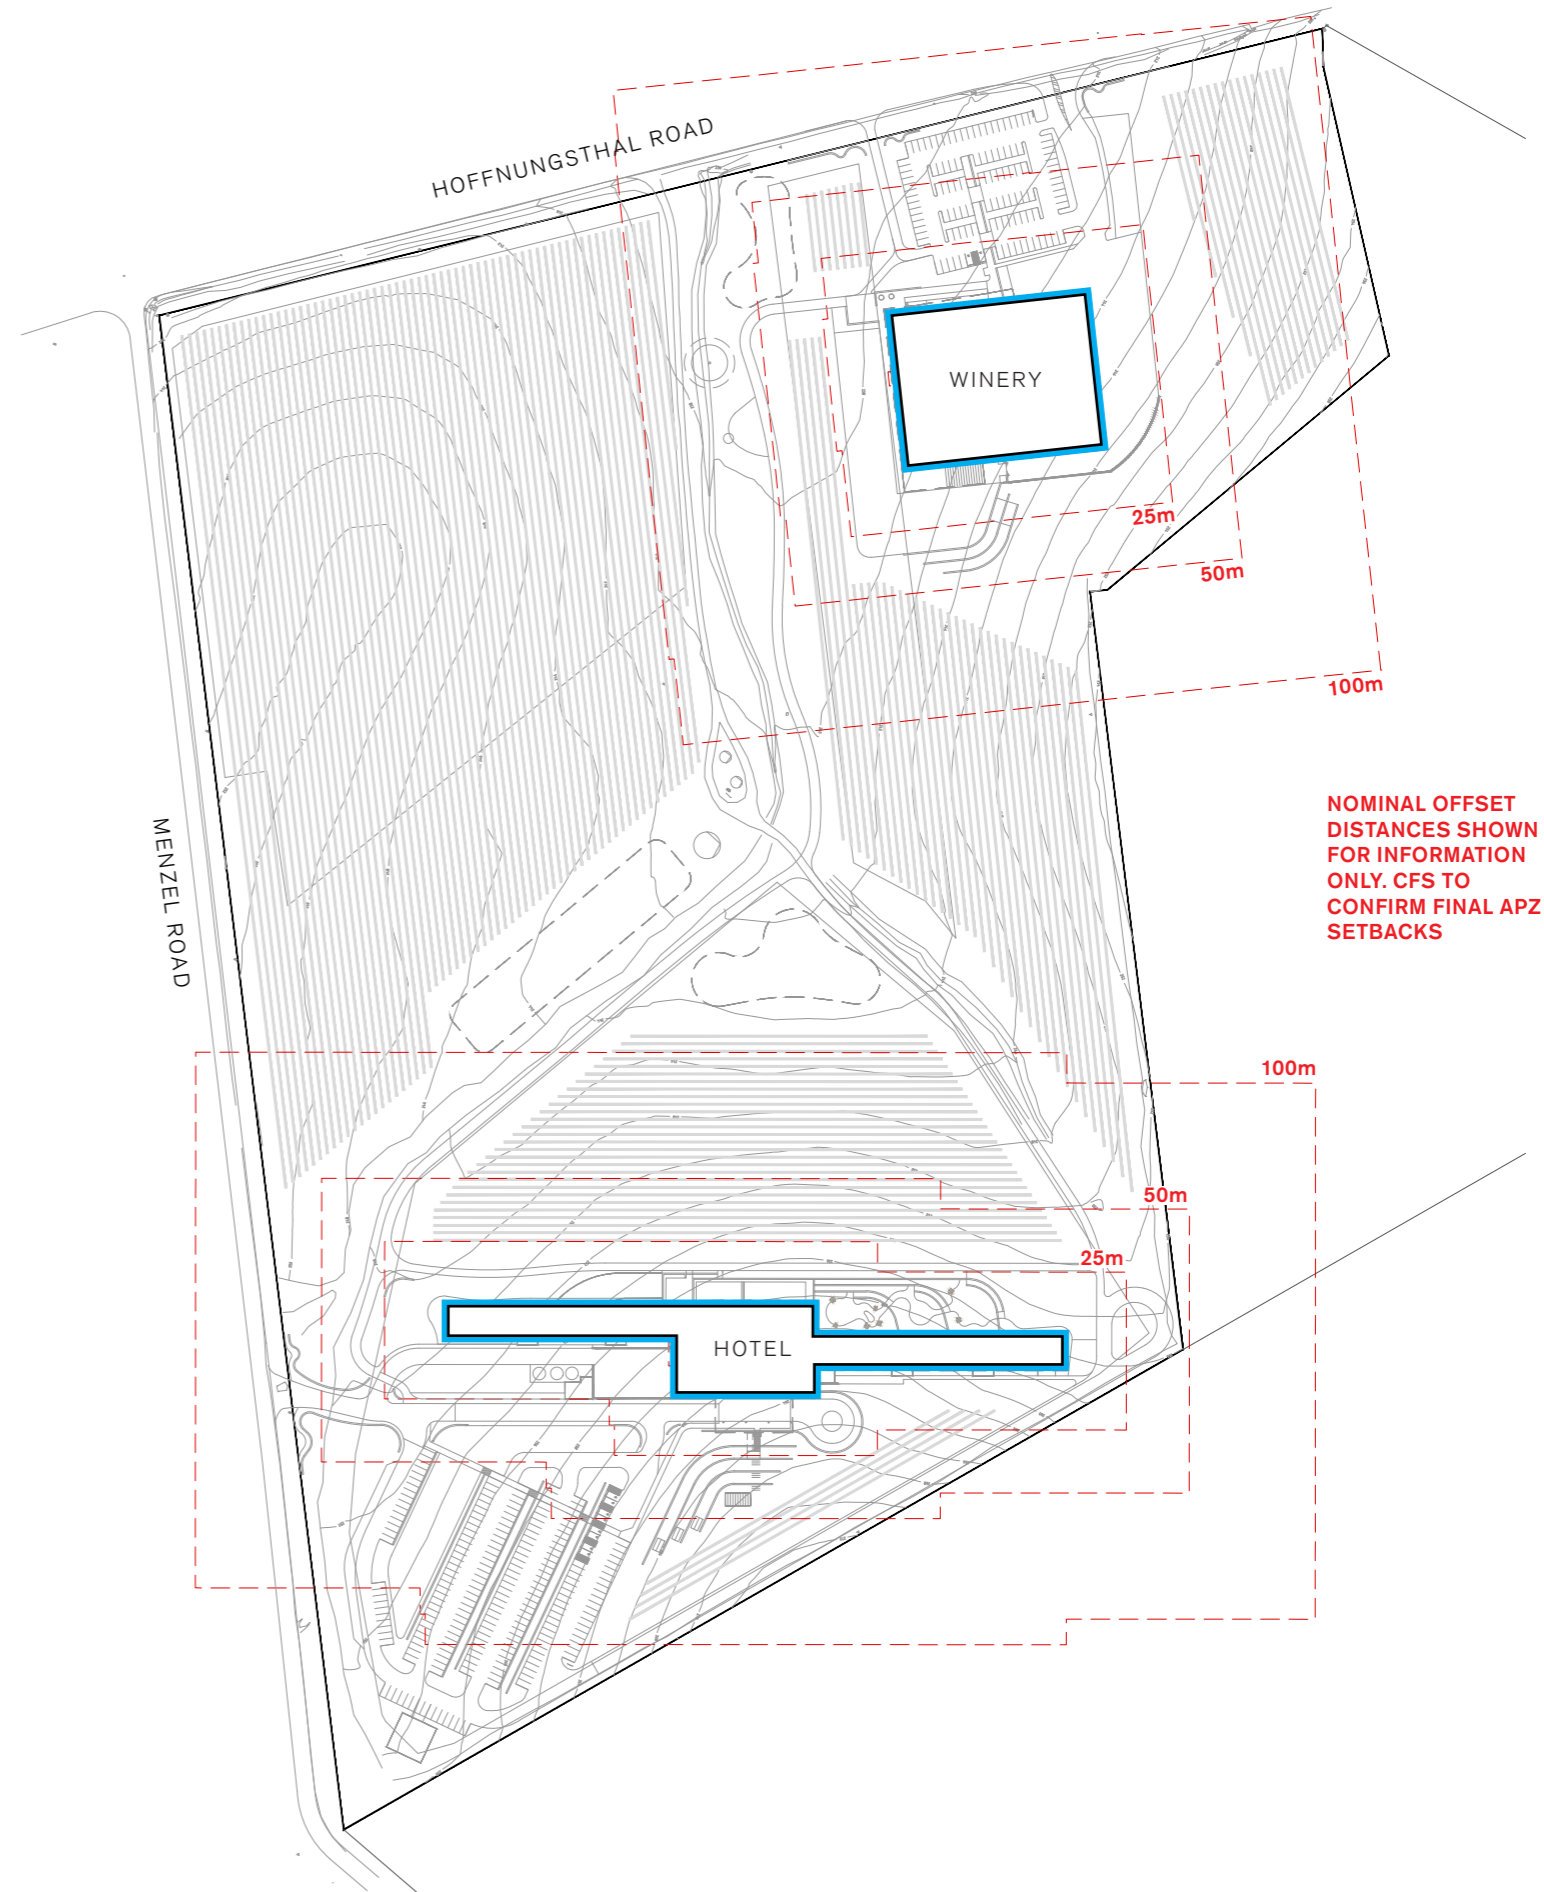 HOFFNUNGSTHAL ROAD
WINERY
25m
50m
100m
NOMINAL OFFSET
DISTANCES SHOWN
FOR INFORMATION
ONLY. CFS TO
CONFIRM FINAL APZ
SETBACKS
MENZEL ROAD
100m
50m
25m
HOTEL